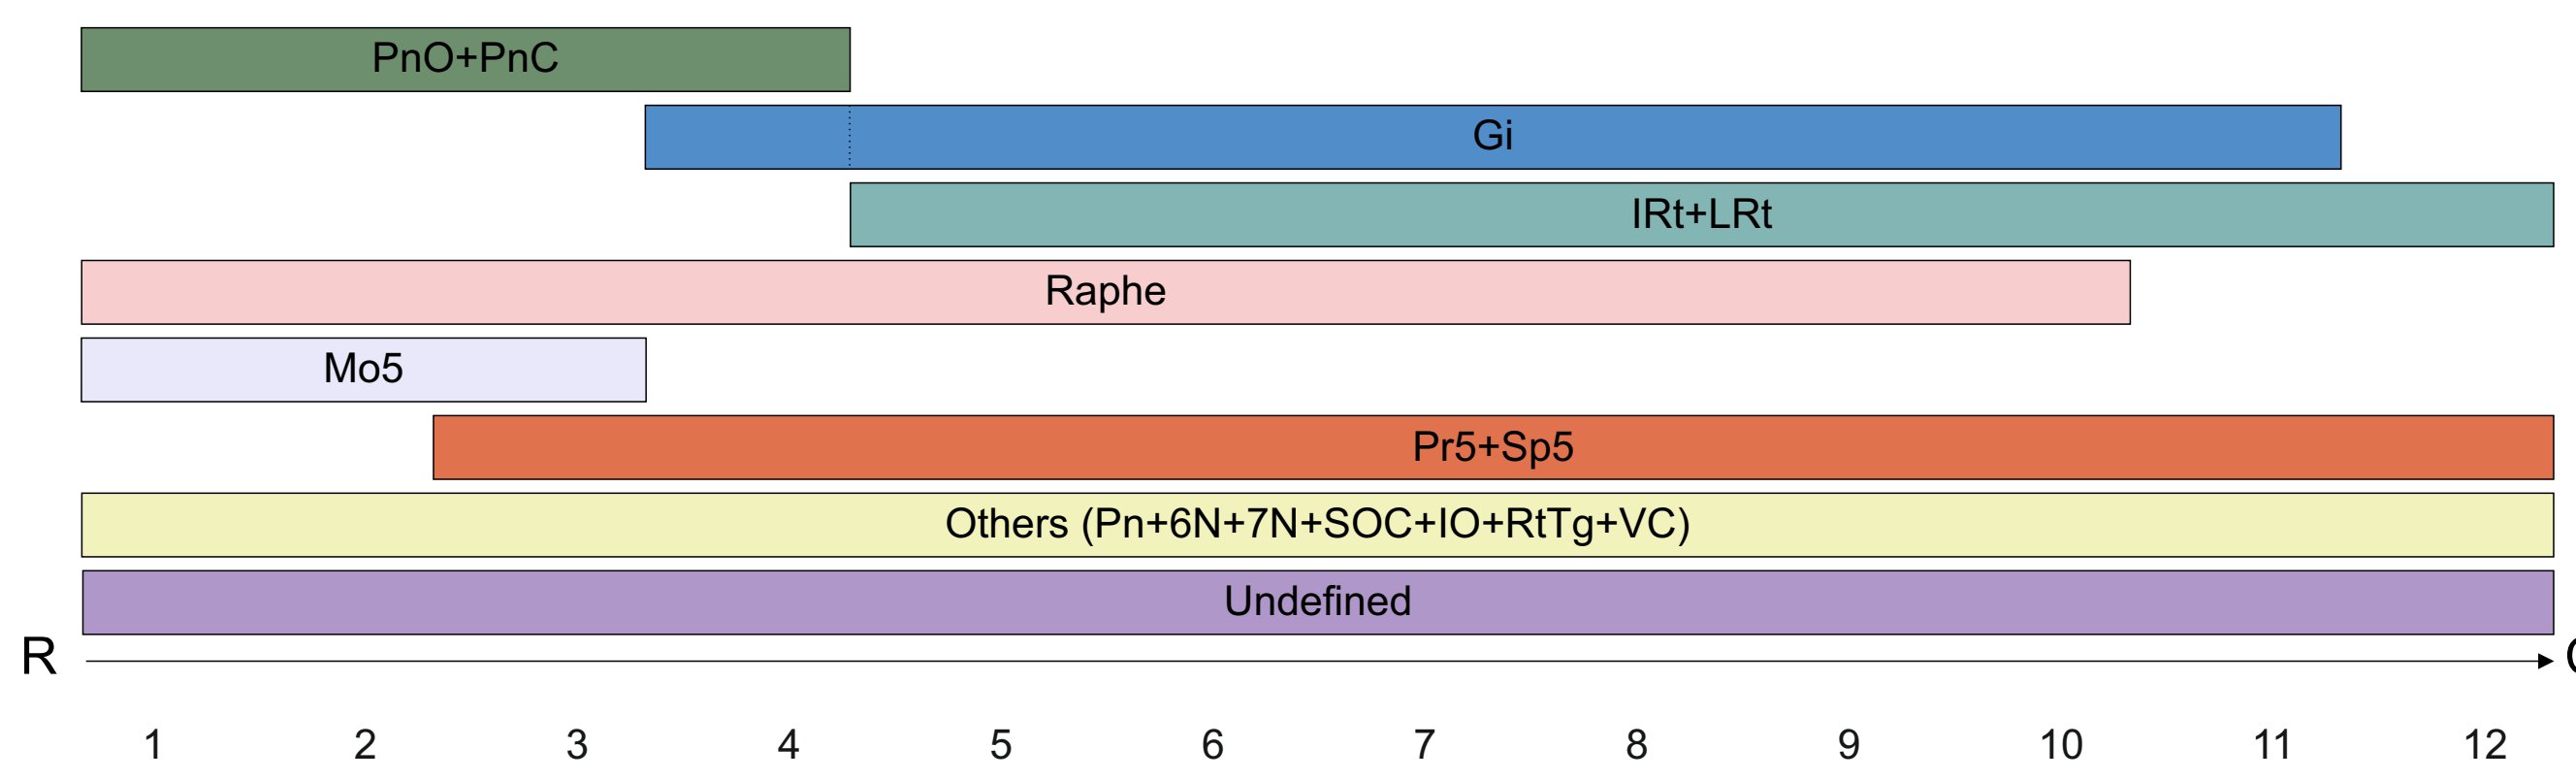 PnO+PnC
Gi
IRt+LRt
Raphe
Mo5
Pr5+Sp5
Others (Pn+6N+7N+SOC+IO+RtTg+VC)
Undefined
R
1 2 3 4 5 6 7 8 9 10 11 12